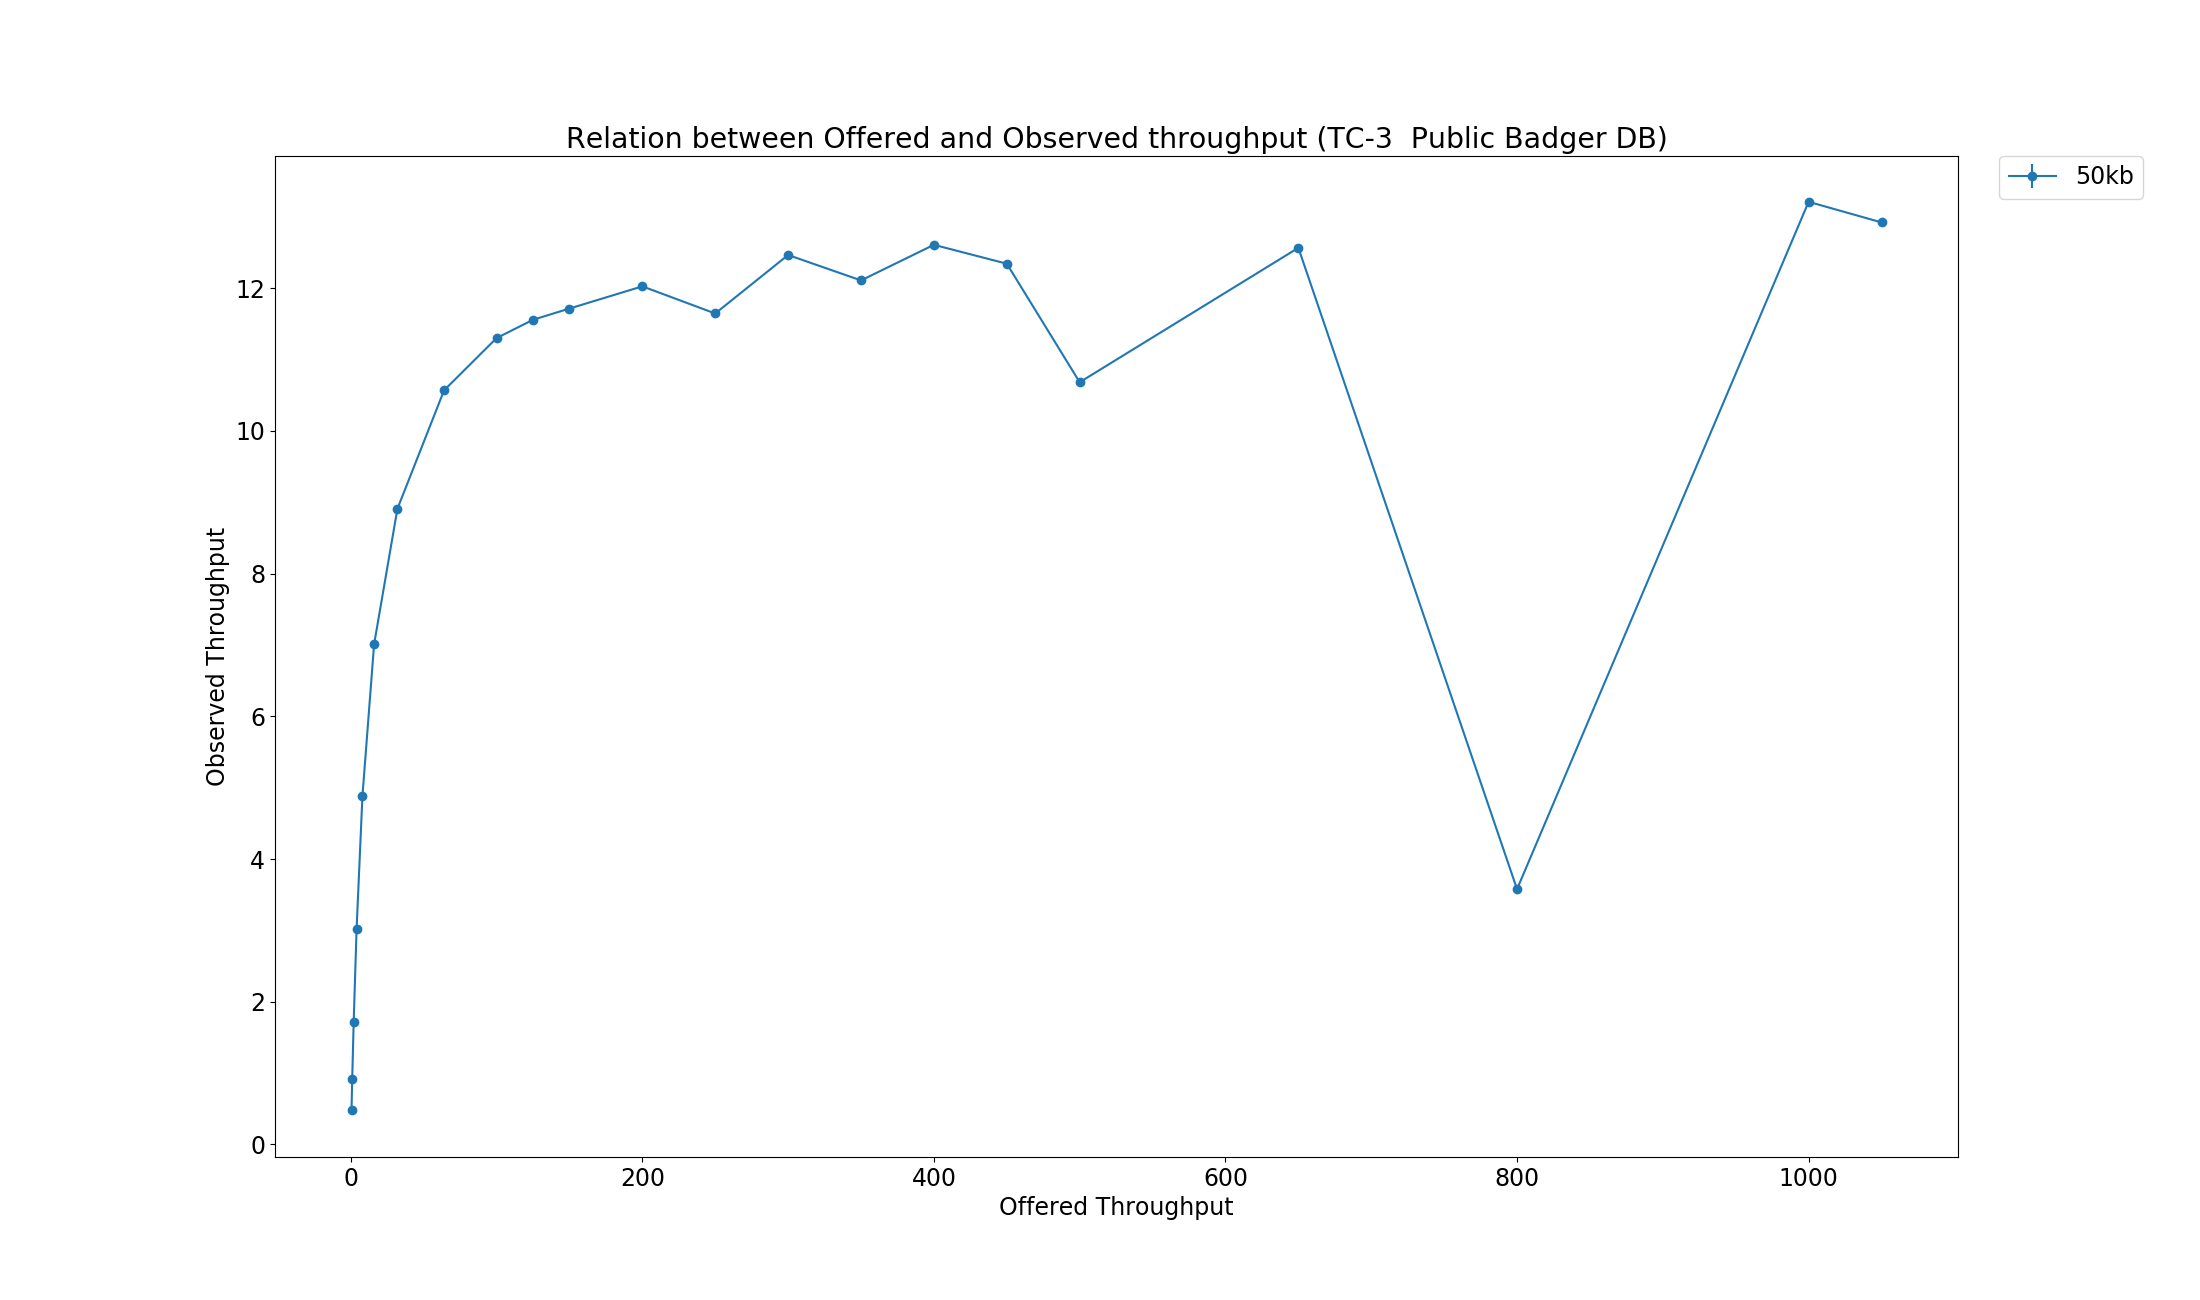 Relation between Offered and Observed throughput (TC-3  Public Badger DB)
50kb
12
10
8
6
4
2
0
Observed Throughput
0 200 400 600 800 1000
Offered Throughput